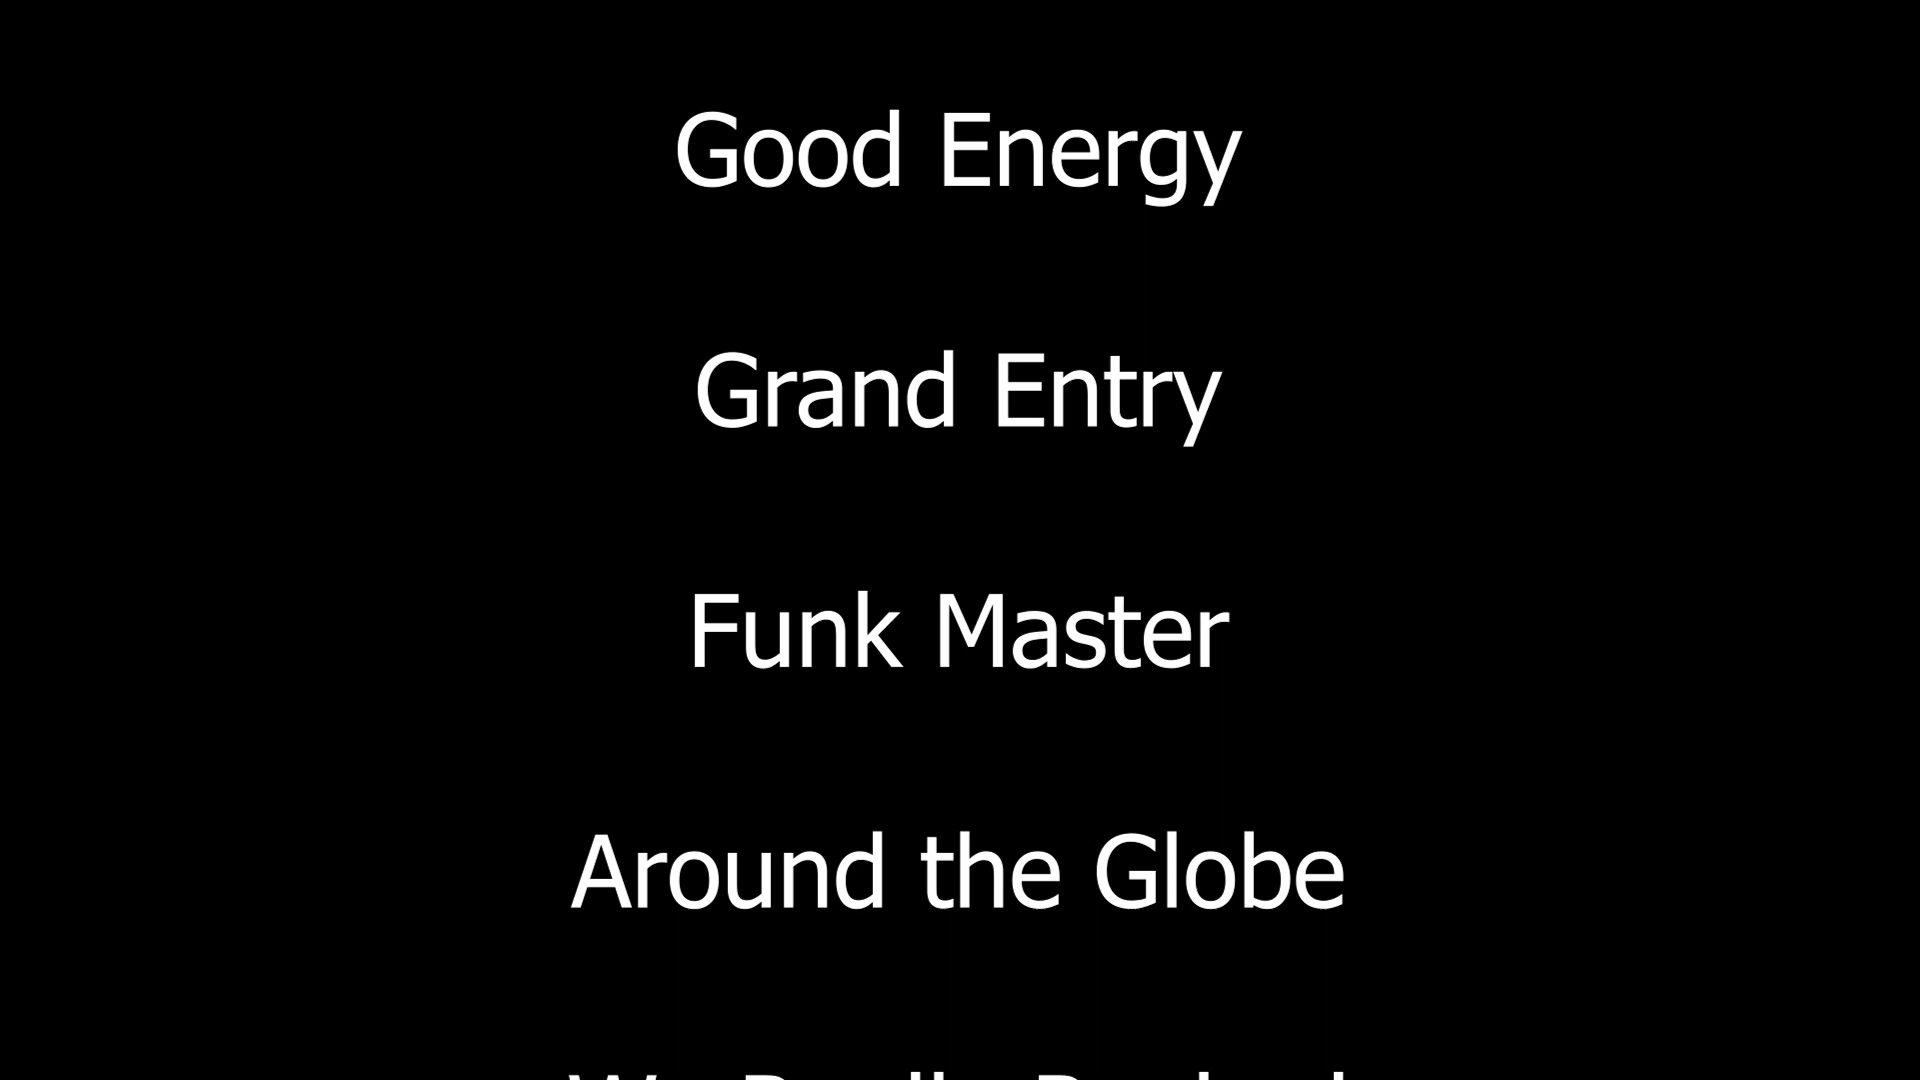 Good Energy
Grand Entry
Funk Master
Around the Globe